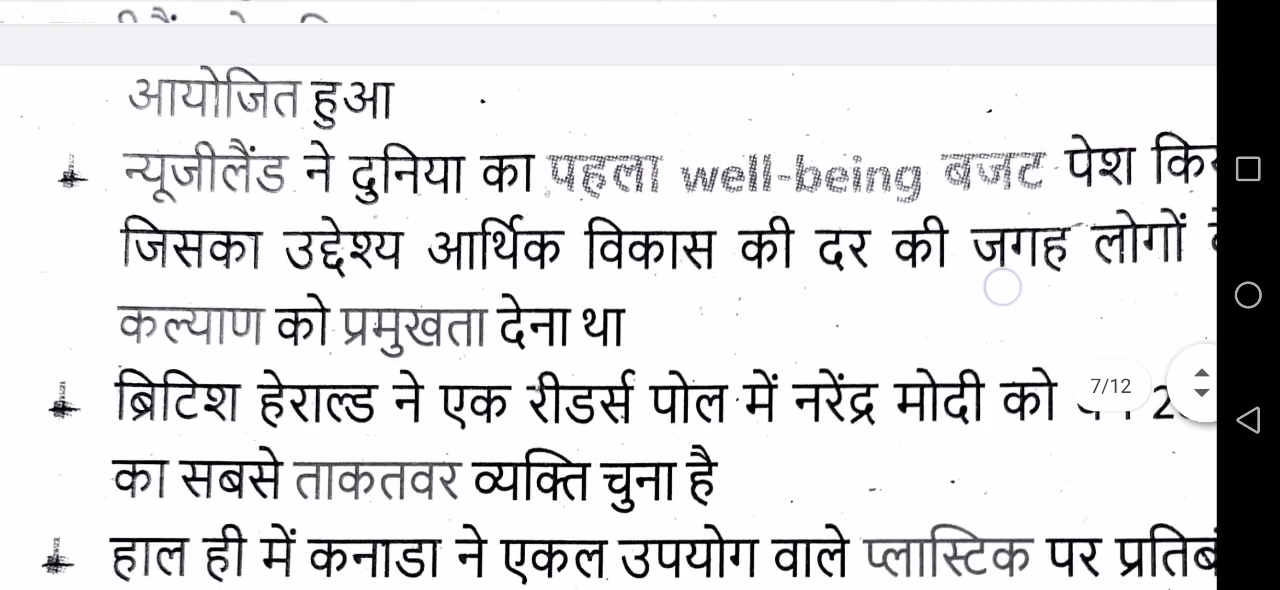 आयोजित हुआ
न्यूजीलैंड ने दुनिया का पहला well-being बजट पेश
जिसका उद्देश्य आर्थिक विकास की दर की जगह लोगों
कल्याण को प्रमुखता देना था
ब्रिटिश हेराल्ड ने एक रीडर्स पोल में नरेंद्र मोदी को
7/12
का सबसे ताकतवर व्यक्ति चुना है
हाल ही में कनाडा ने एकल उपयोग वाले प्लास्टिक पर